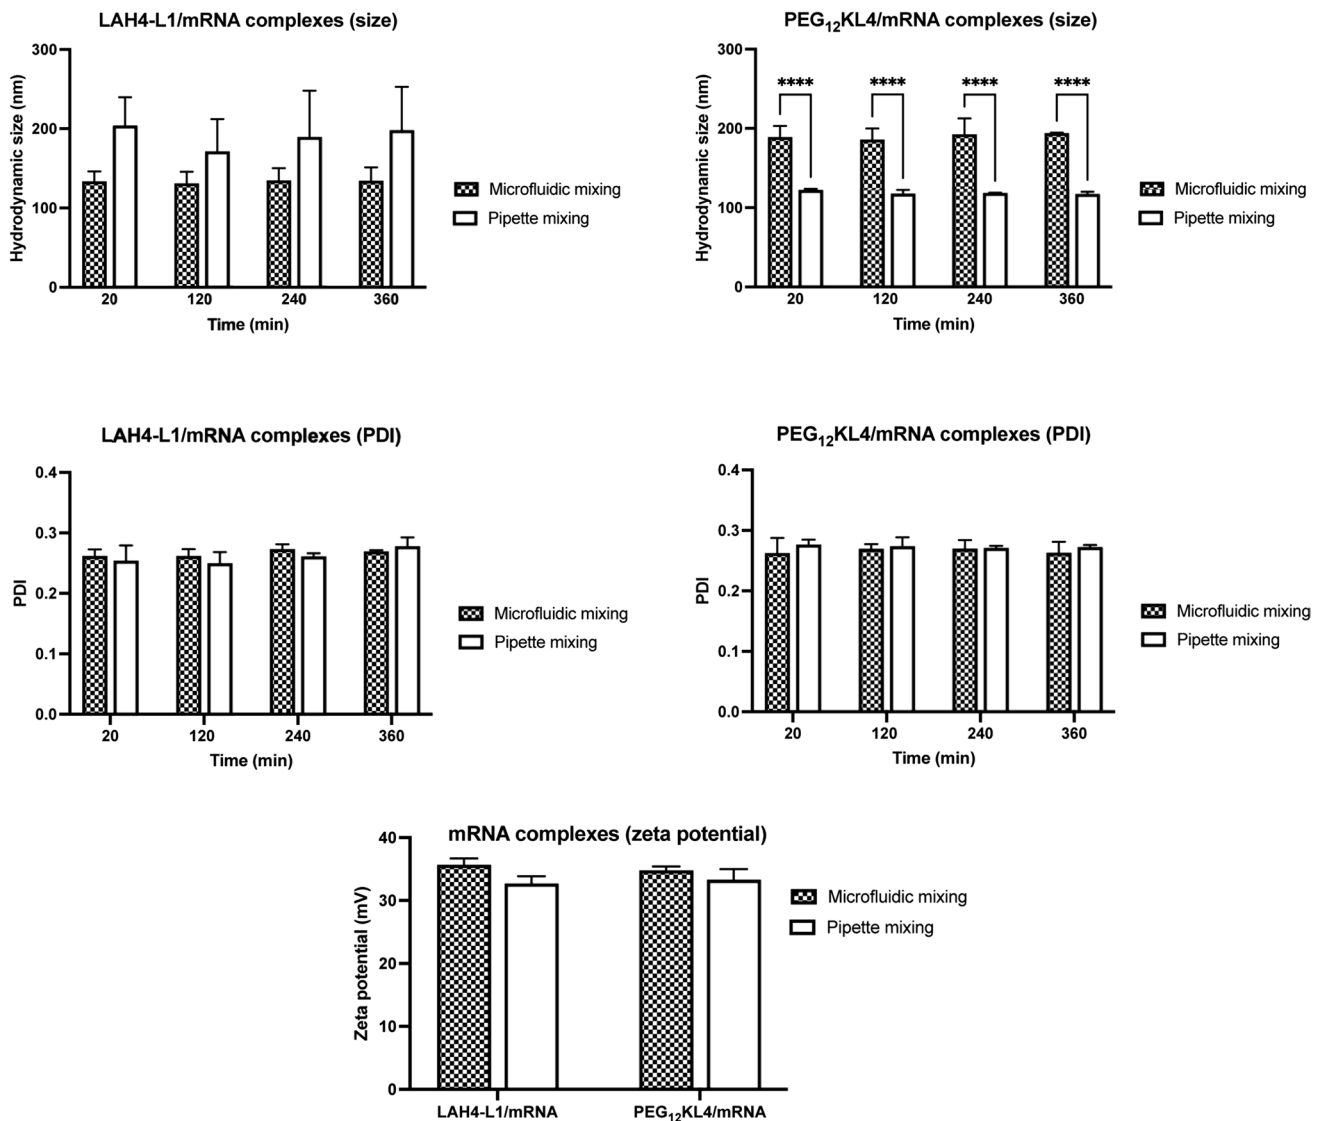 LAH4-L1/mRNA complexes (size)
300
200
100
0
Hydrodynamic size (nm)
20 120 240 360
Time (min)
Microfluidic mixing
Pipette mixing
PEG₁₂KL4/mRNA complexes (size)
300
200
100
0
Hydrodynamic size (nm)
**** **** **** ****
20 120 240 360
Time (min)
Microfluidic mixing
Pipette mixing
LAH4-L1/mRNA complexes (PDI)
0.4
0.3
0.2
0.1
0.0
PDI
20 120 240 360
Time (min)
Microfluidic mixing
Pipette mixing
PEG₁₂KL4/mRNA complexes (PDI)
0.4
0.3
0.2
0.1
0.0
PDI
20 120 240 360
Time (min)
Microfluidic mixing
Pipette mixing
mRNA complexes (zeta potential)
40
30
20
10
0
Zeta potential (mV)
LAH4-L1/mRNA PEG₁₂KL4/mRNA
Microfluidic mixing
Pipette mixing